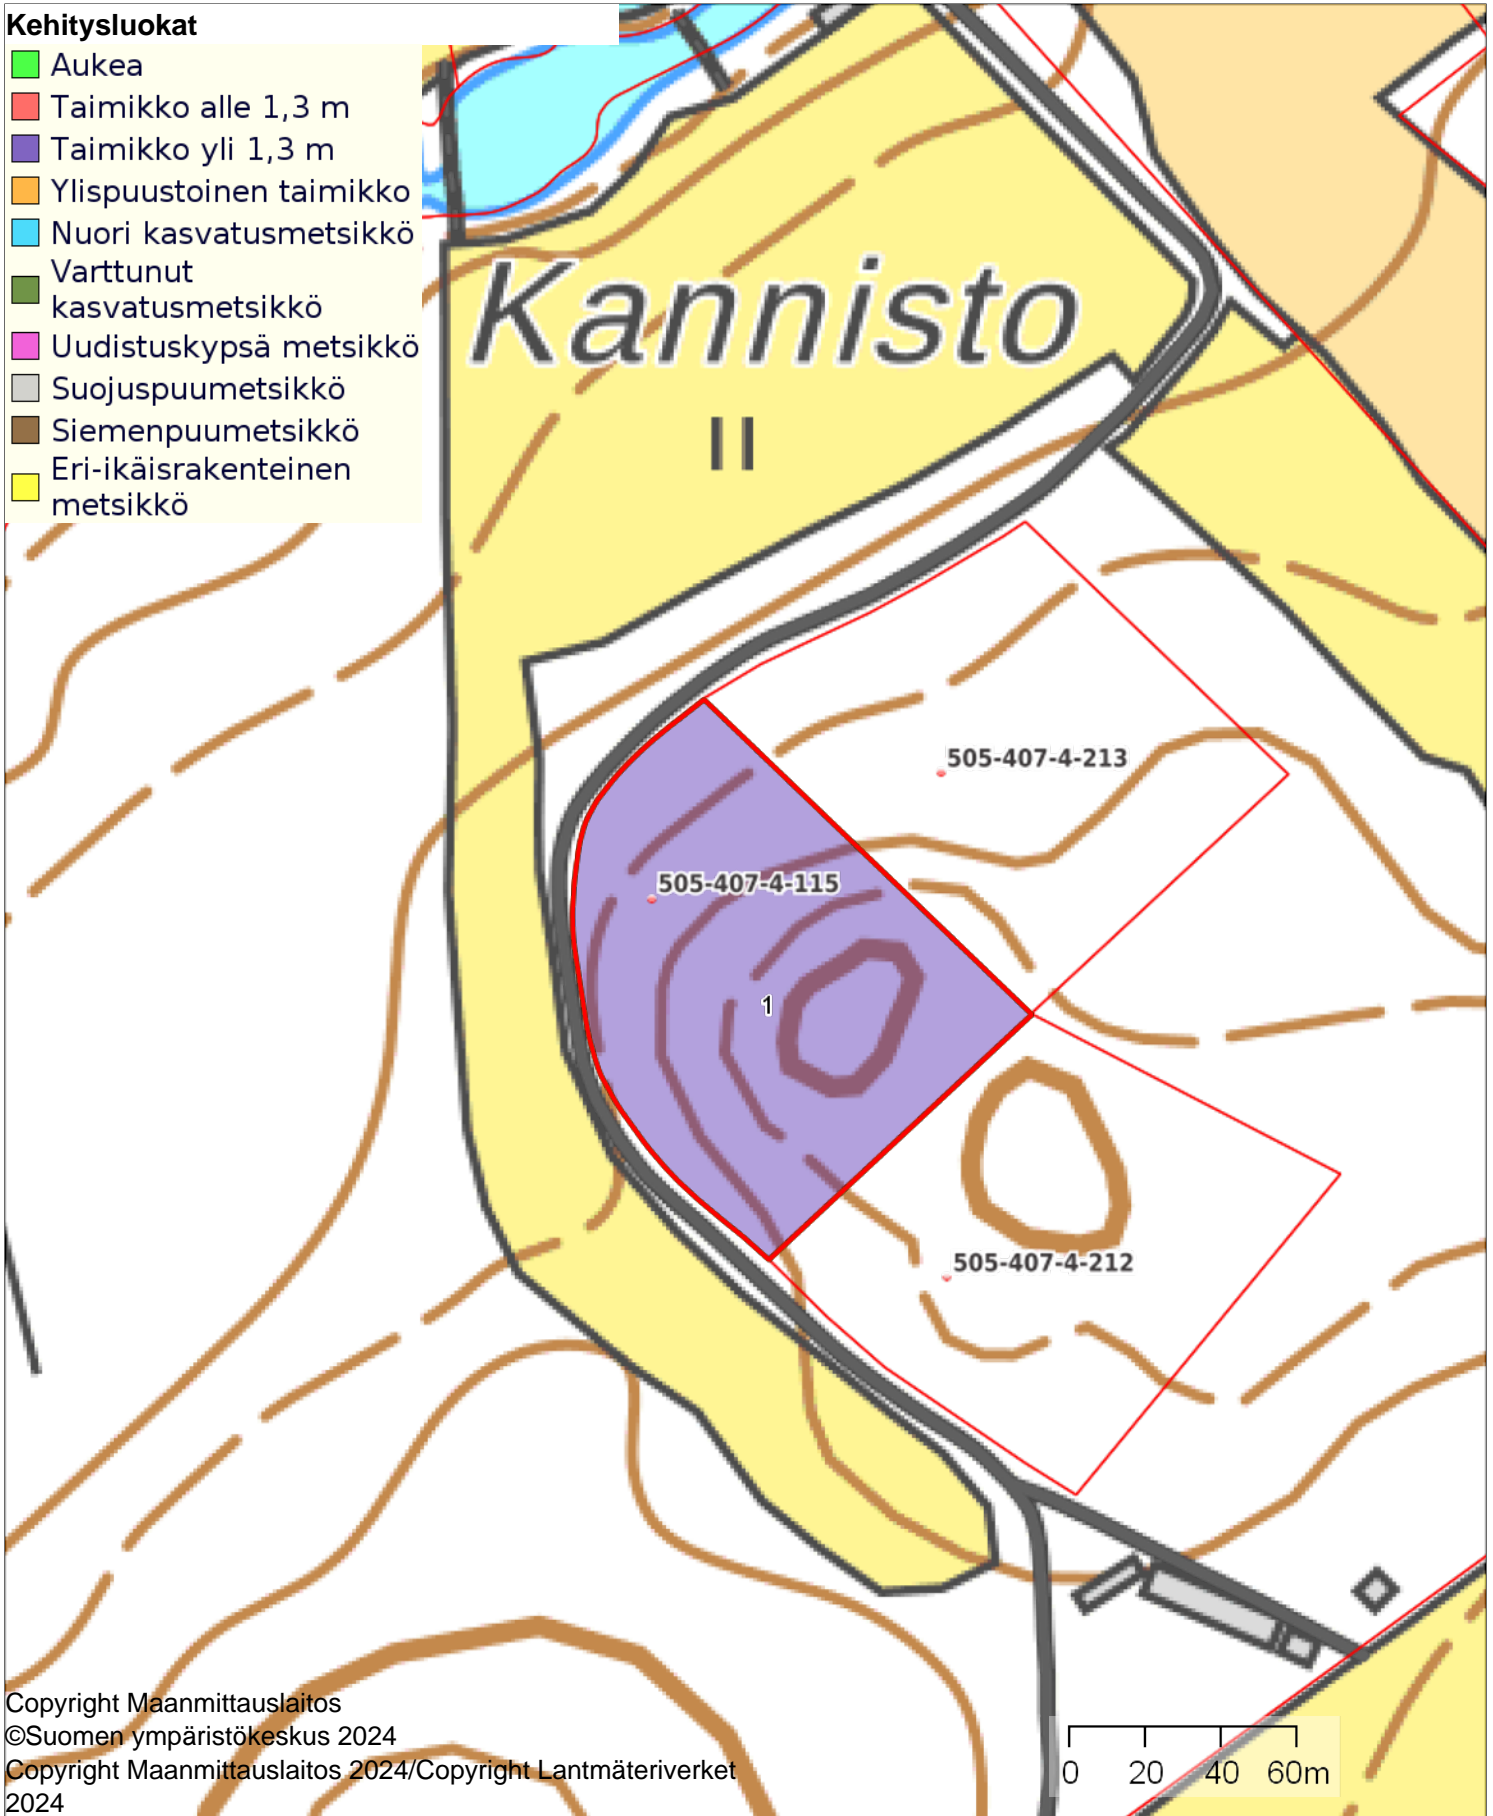 Kehitysluokat
Aukea
Taimikko alle 1,3 m
Taimikko yli 1,3 m
Ylispuustoinen taimikko
Nuori kasvatusmetsikkö
Varttunut
kasvatusmetsikkö
Uudistuskypsä metsikkö
Suojuspuumetsikkö
Siemenpuumetsikkö
Eri-ikäisrakenteinen
metsikkö
Kannisto
505-407-4-213
505-407-4-115
1
505-407-4-212
Copyright Maanmittauslaitos
©Suomen ympäristökeskus 2024
Copyright Maanmittauslaitos 2024/Copyright Lantmäteriverket
2024
0 20 40 60m